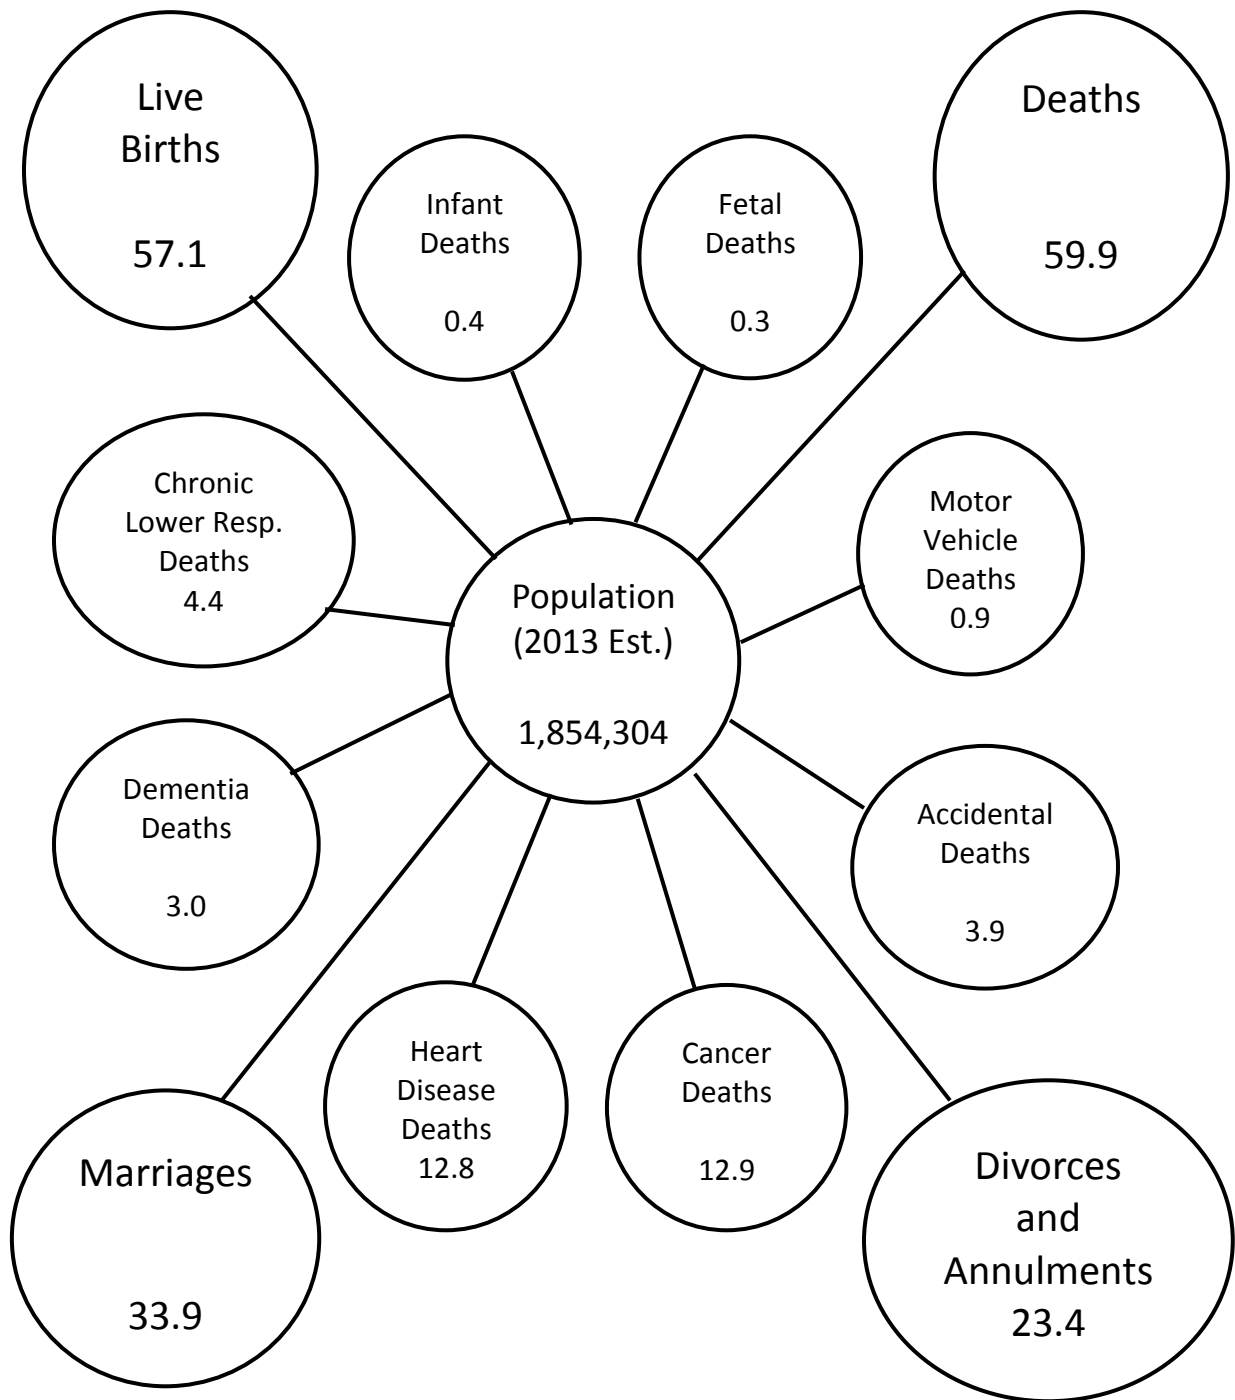 Live
Births
57.1
Deaths
59.9
Infant
Deaths
0.4
Fetal
Deaths
0.3
Chronic
Lower Resp.
Deaths
4.4
Motor
Vehicle
Deaths
0.9
Population
(2013 Est.)
1,854,304
Dementia
Deaths
3.0
Accidental
Deaths
3.9
Heart
Disease
Deaths
12.8
Cancer
Deaths
12.9
Marriages
33.9
Divorces
and
Annulments
23.4